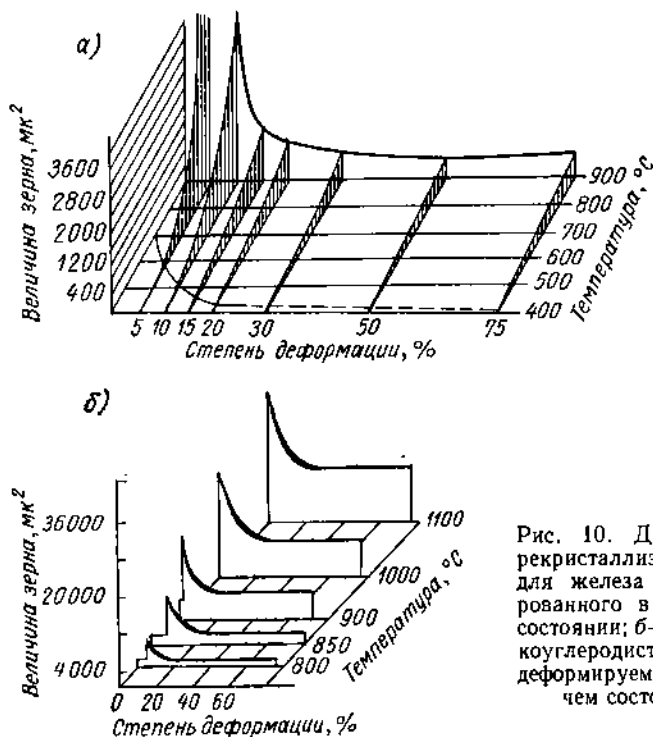 а)
Величина зерна, мк²
3600
2800
2000
1200
400
5 10 15 20 30 50 75
Степень деформации, %
900
800
700
600
500
400
Температура, °С
б)
Величина зерна, мк²
36000
20000
4000
0 20 40 60
Степень деформации, %
1100
1000
900
850
800
Температура, °С
Рис. 10. Д
рекристаллиз
для железа
рованного в
состоянии; б-
коуглеродист
деформируем
чем состо